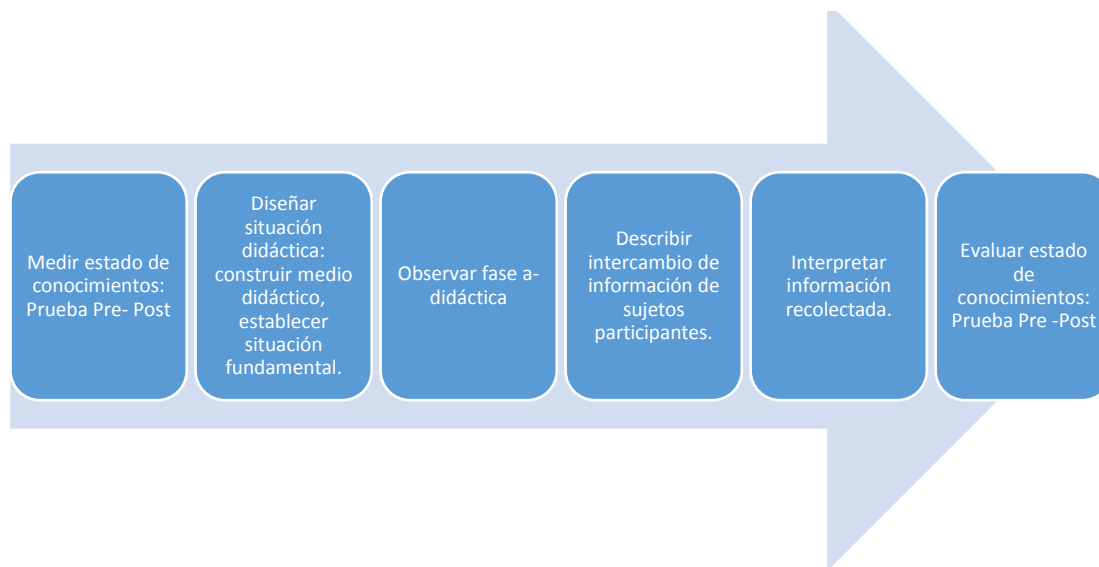 Medir estado de
conocimientos:
Prueba Pre- Post
Diseñar
situación
didáctica:
construir medio
didáctico,
establecer
situación
fundamental.
Observar fase a-
didáctica
Describir
intercambio de
información de
sujetos
participantes.
Interpretar
información
recolectada.
Evaluar estado
de
conocimientos:
Prueba Pre -Post